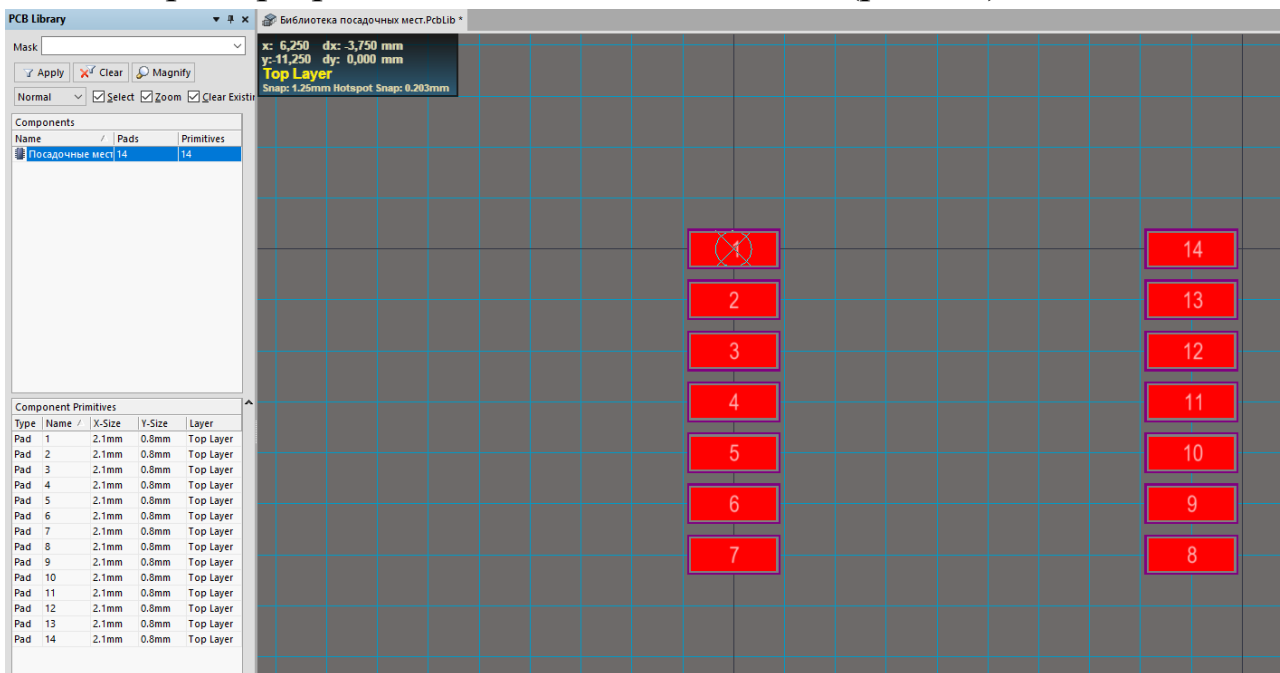 PCB Library
Библиотека посадочных мест.PcbLib *
Mask
Apply Clear Magnify
Normal Select Zoom Clear Existin
x: 6,250 dx: -3,750 mm
y:-11,250 dy: 0,000 mm
Top Layer
Snap: 1.25mm Hotspot Snap: 0.203mm
Components
Name / Pads Primitives
Посадочные мест 14 14
Component Primitives
Type Name / X-Size Y-Size Layer
Pad 1 2.1mm 0.8mm Top Layer
Pad 2 2.1mm 0.8mm Top Layer
Pad 3 2.1mm 0.8mm Top Layer
Pad 4 2.1mm 0.8mm Top Layer
Pad 5 2.1mm 0.8mm Top Layer
Pad 6 2.1mm 0.8mm Top Layer
Pad 7 2.1mm 0.8mm Top Layer
Pad 8 2.1mm 0.8mm Top Layer
Pad 9 2.1mm 0.8mm Top Layer
Pad 10 2.1mm 0.8mm Top Layer
Pad 11 2.1mm 0.8mm Top Layer
Pad 12 2.1mm 0.8mm Top Layer
Pad 13 2.1mm 0.8mm Top Layer
Pad 14 2.1mm 0.8mm Top Layer
1 14
2 13
3 12
4 11
5 10
6 9
7 8